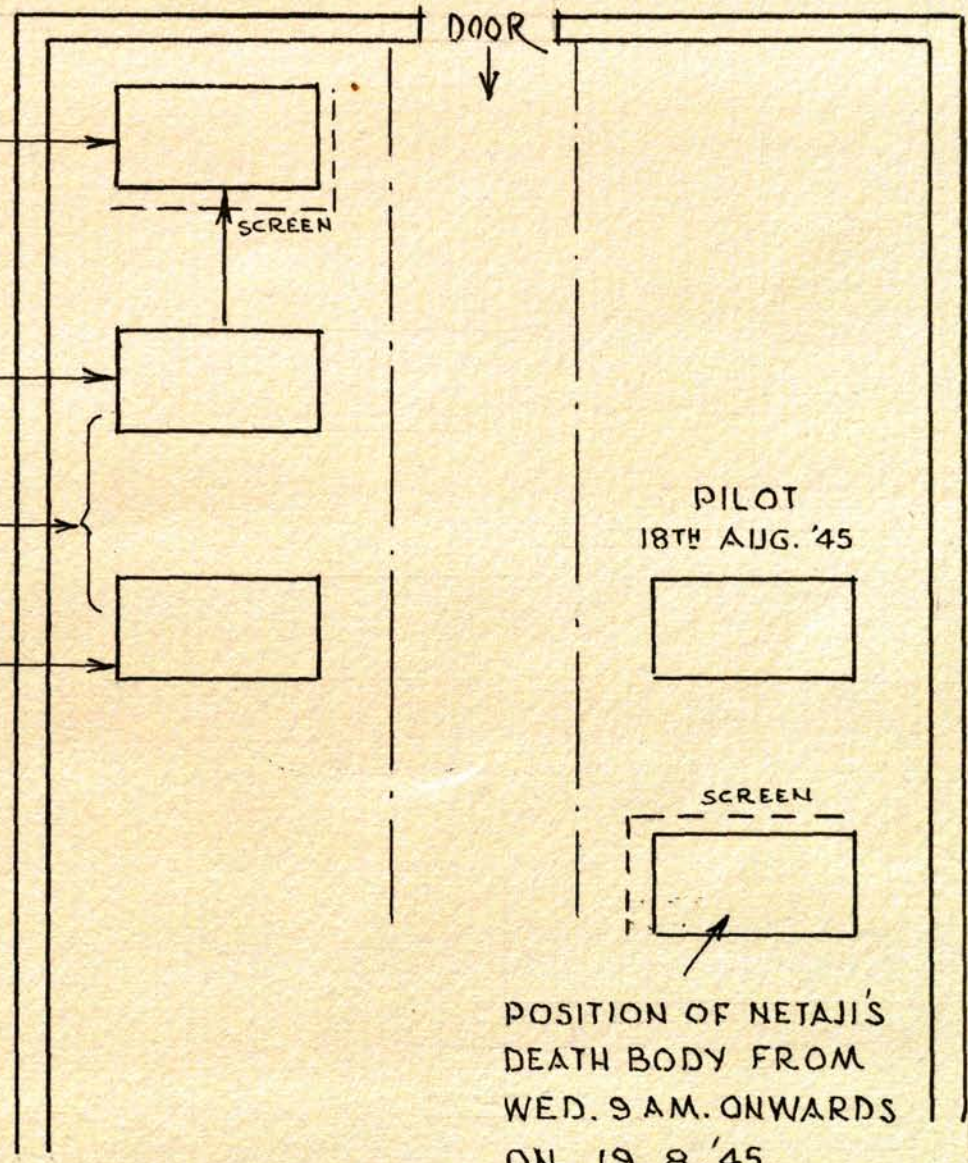 DOOR
SCREEN
PILOT
18TH AUG. '45
SCREEN
POSITION OF NETAJI'S
DEATH BODY FROM
WED. 9 AM. ONWARDS
ON 19.8.'45